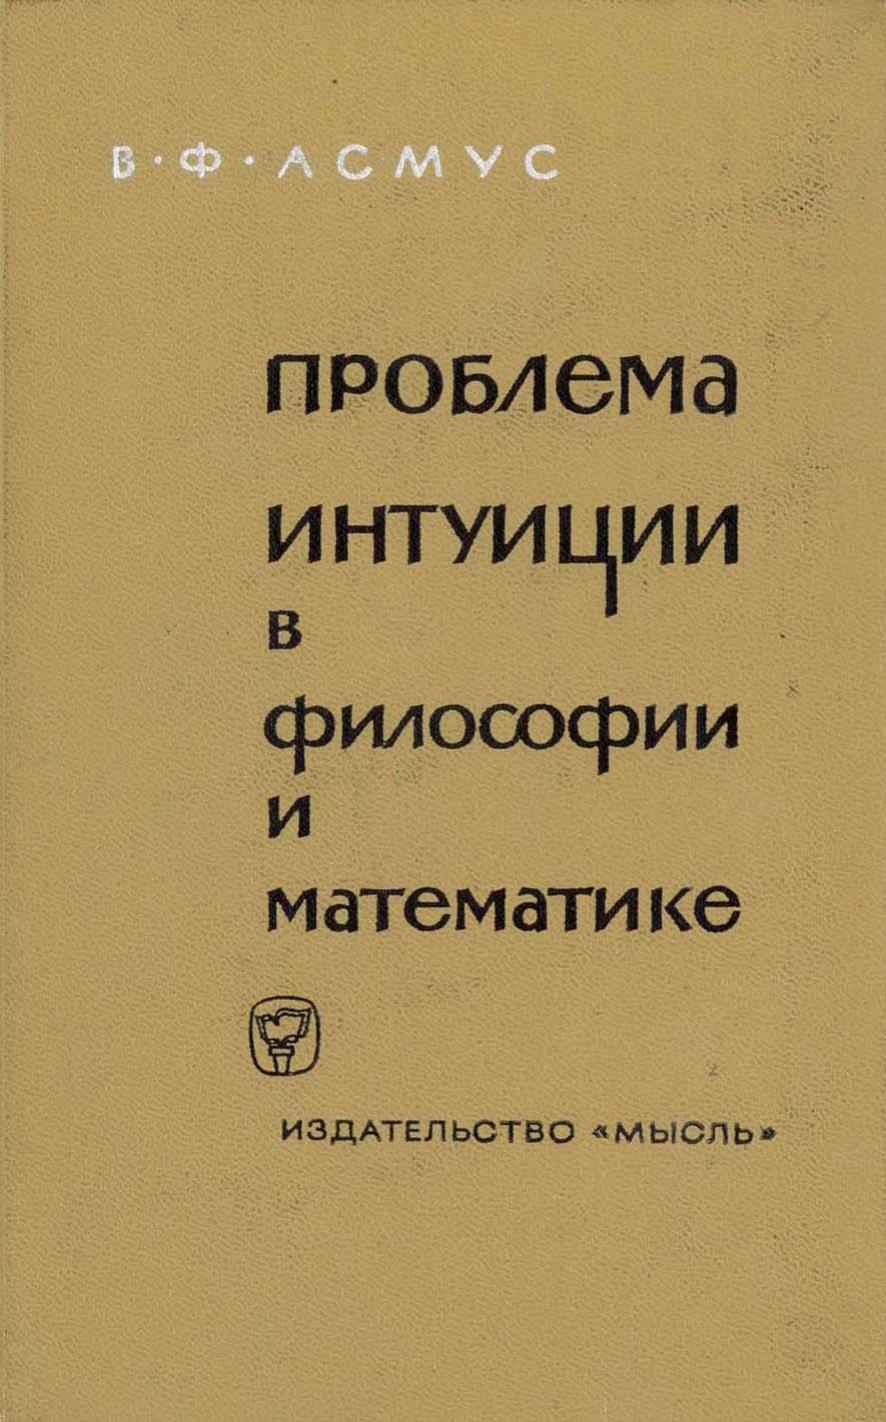 В·Ф·АСМУС
проблема
интуиции
в
философии
и
математике
ИЗДАТЕЛЬСТВО «МЫСЛЬ»